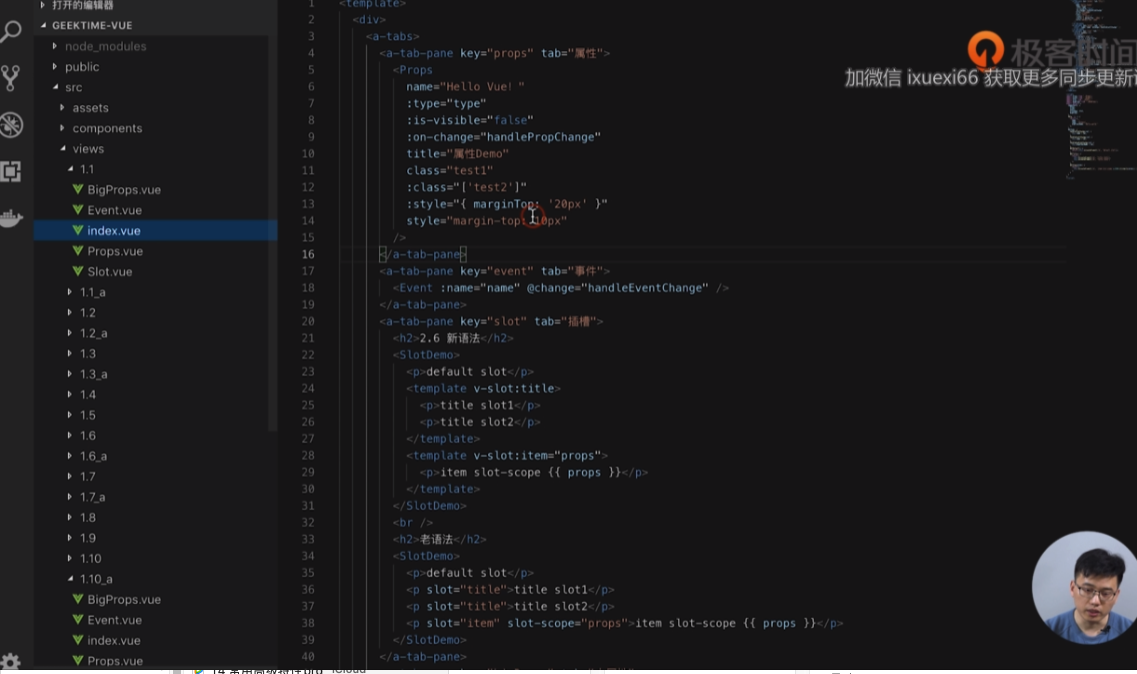 打开的编辑器
GEEKTIME-VUE
node_modules
public
src
assets
components
views
1.1
BigProps.vue
Event.vue
index.vue
Props.vue
Slot.vue
1.1_a
1.2
1.2_a
1.3
1.3_a
1.4
1.5
1.6
1.6_a
1.7
1.7_a
1.8
1.9
1.10
1.10_a
BigProps.vue
Event.vue
index.vue
Props.vue
1 <template>
2 <div>
3 <a-tabs>
4 <a-tab-pane key="props" tab="属性">
5 <Props
6 name="Hello Vue! "
7 :type="type"
8 :is-visible="false"
9 :on-change="handlePropChange"
10 title="属性Demo"
11 class="test1"
12 :class="['test2']"
13 :style="{ marginTop: '20px' }"
14 style="margin-top: 10px"
15 />
16 </a-tab-pane>
17 <a-tab-pane key="event" tab="事件">
18 <Event :name="name" @change="handleEventChange" />
19 </a-tab-pane>
20 <a-tab-pane key="slot" tab="插槽">
21 <h2>2.6 新语法</h2>
22 <SlotDemo>
23 <p>default slot</p>
24 <template v-slot:title>
25 <p>title slot1</p>
26 <p>title slot2</p>
27 </template>
28 <template v-slot:item="props">
29 <p>item slot-scope {{ props }}</p>
30 </template>
31 </SlotDemo>
32 <br />
33 <h2>老语法</h2>
34 <SlotDemo>
35 <p>default slot</p>
36 <p slot="title">title slot1</p>
37 <p slot="title">title slot2</p>
38 <p slot="item" slot-scope="props">item slot-scope {{ props }}</p>
39 </SlotDemo>
40 </a-tab-pane>
极客时间
加微信 ixuexi66 获取更多同步更新